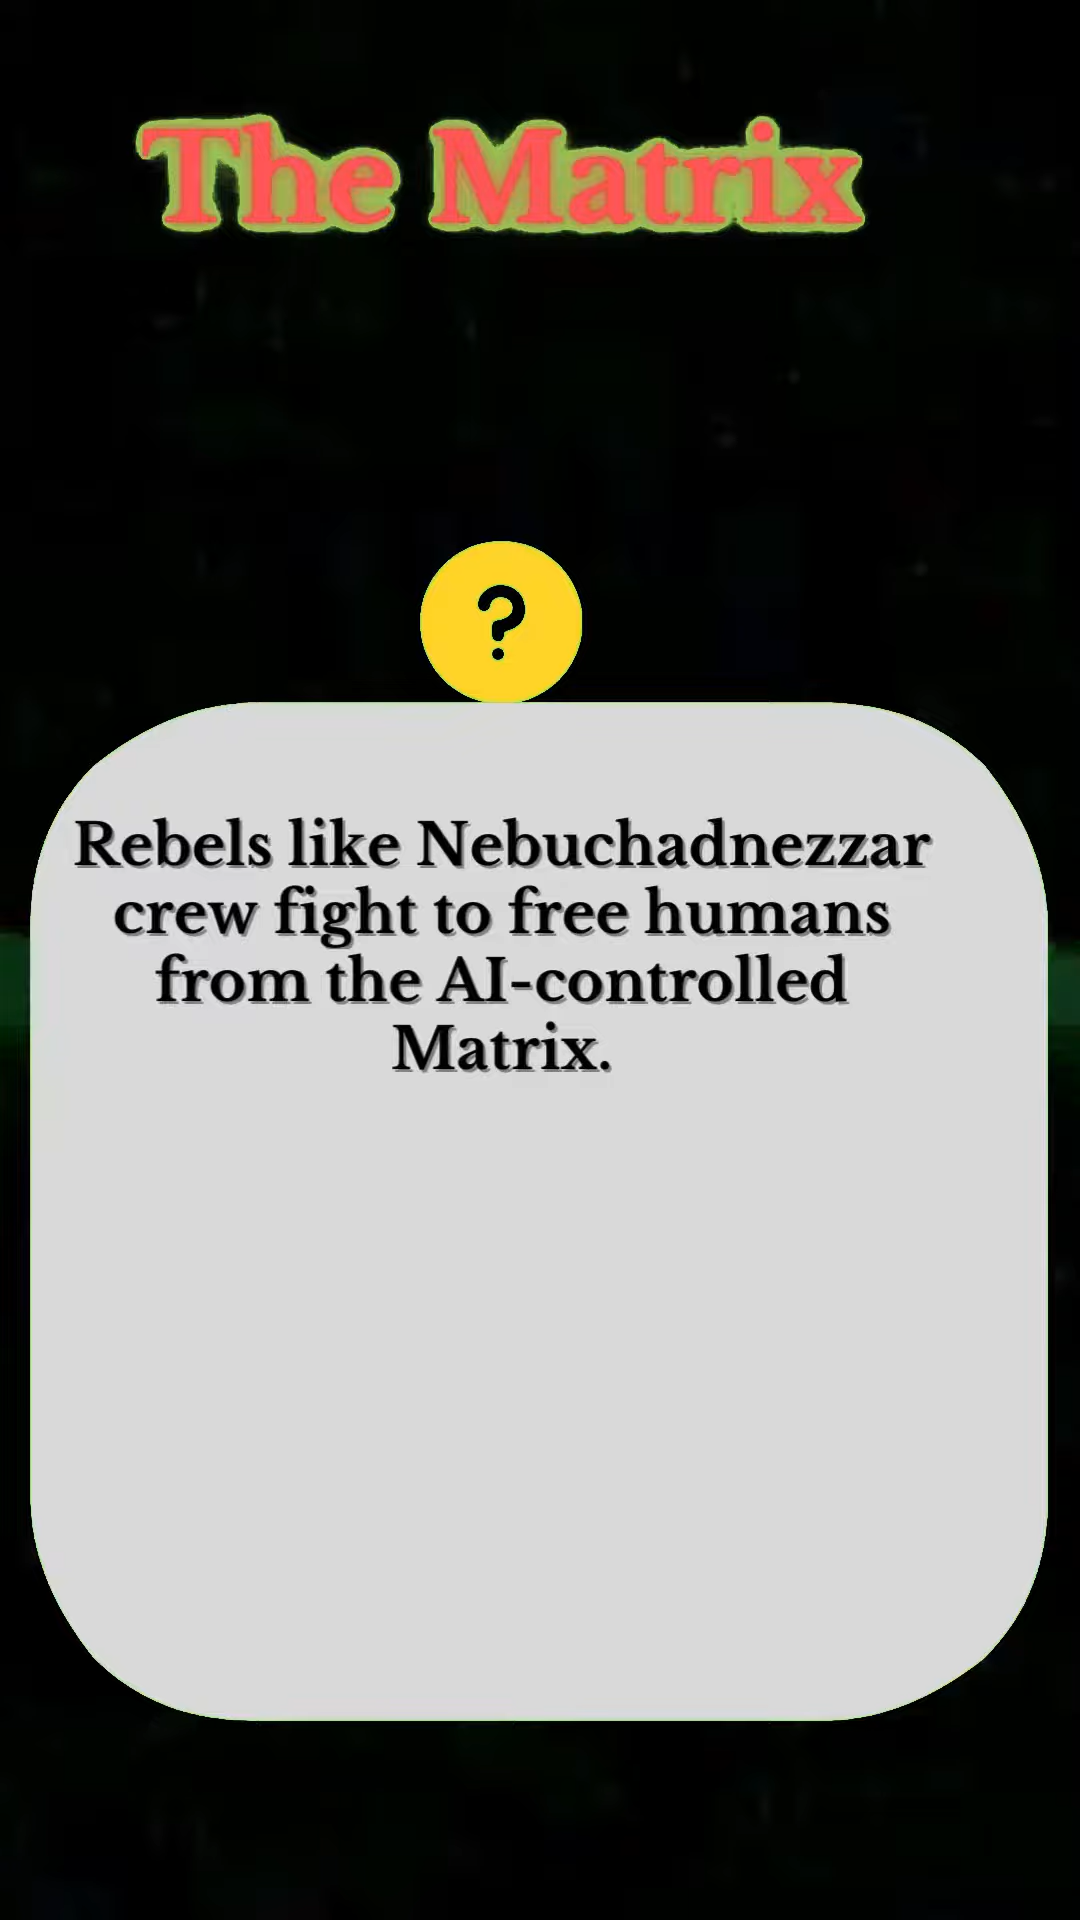 The Matrix
?
Rebels like Nebuchadnezzar
crew fight to free humans
from the AI-controlled
Matrix.